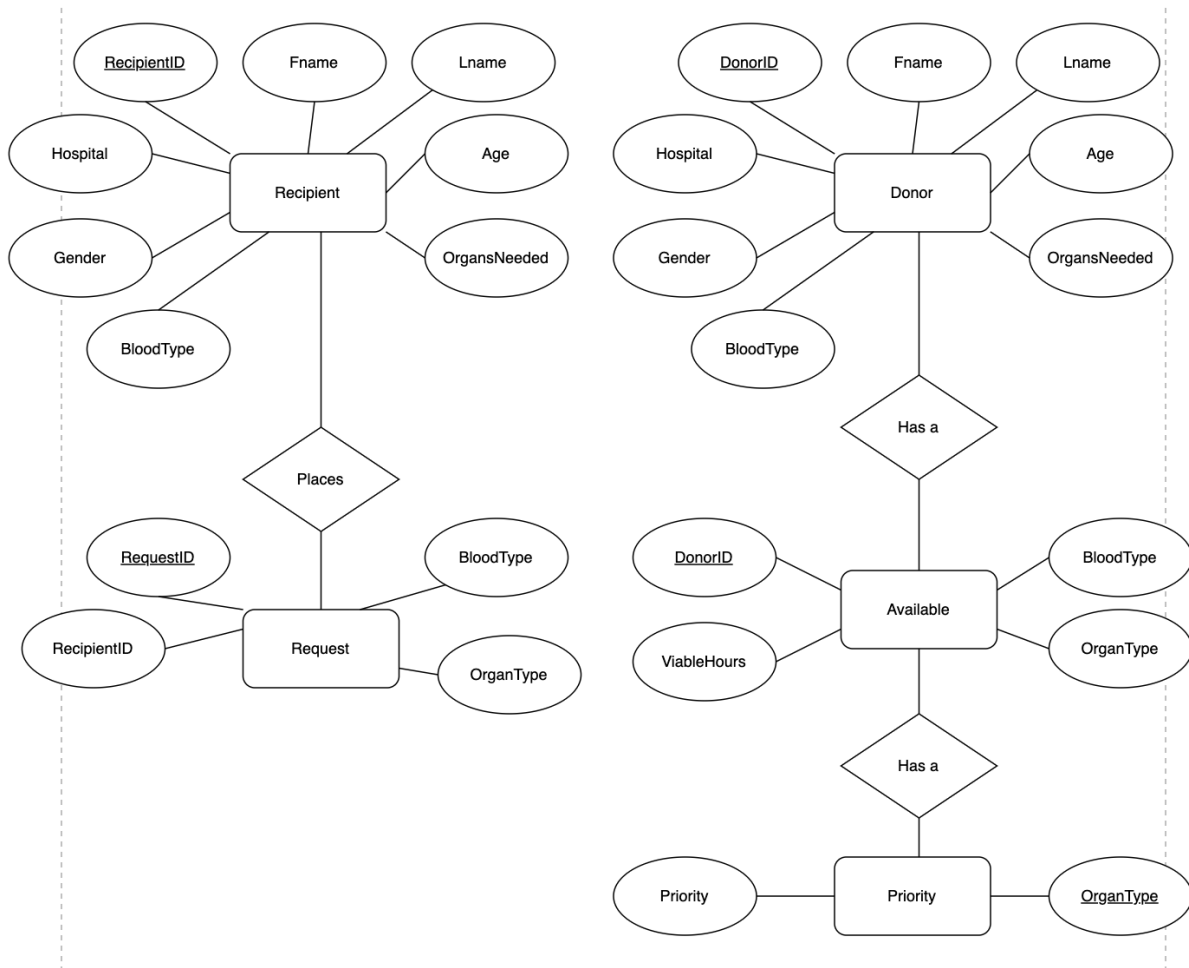 RecipientID
Fname
Lname
Hospital
Recipient
Age
Gender
OrgansNeeded
BloodType
Places
RequestID
BloodType
RecipientID
Request
OrganType
DonorID
Fname
Lname
Hospital
Donor
Age
Gender
OrgansNeeded
BloodType
Has a
DonorID
BloodType
Available
ViableHours
OrganType
Has a
Priority
Priority
OrganType